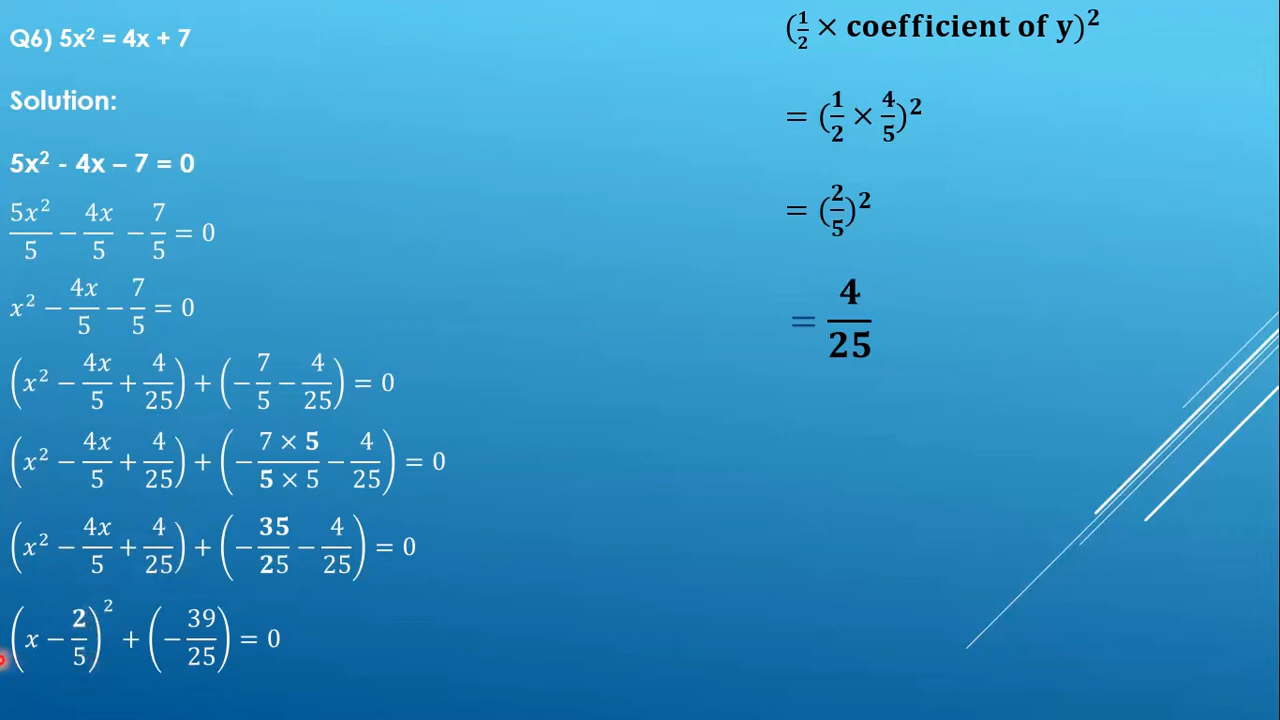 Q6) 5x² = 4x + 7
Solution:
5x² - 4x – 7 = 0
5x²/5 − 4x/5 − 7/5 = 0
x² − 4x/5 − 7/5 = 0
(x² − 4x/5 + 4/25) + (− 7/5 − 4/25) = 0
(x² − 4x/5 + 4/25) + (− 7 × 5/5 × 5 − 4/25) = 0
(x² − 4x/5 + 4/25) + (− 35/25 − 4/25) = 0
(x − 2/5)² + (− 39/25) = 0
(1/2 × coefficient of y)²
= (1/2 × 4/5)²
= (2/5)²
= 4/25